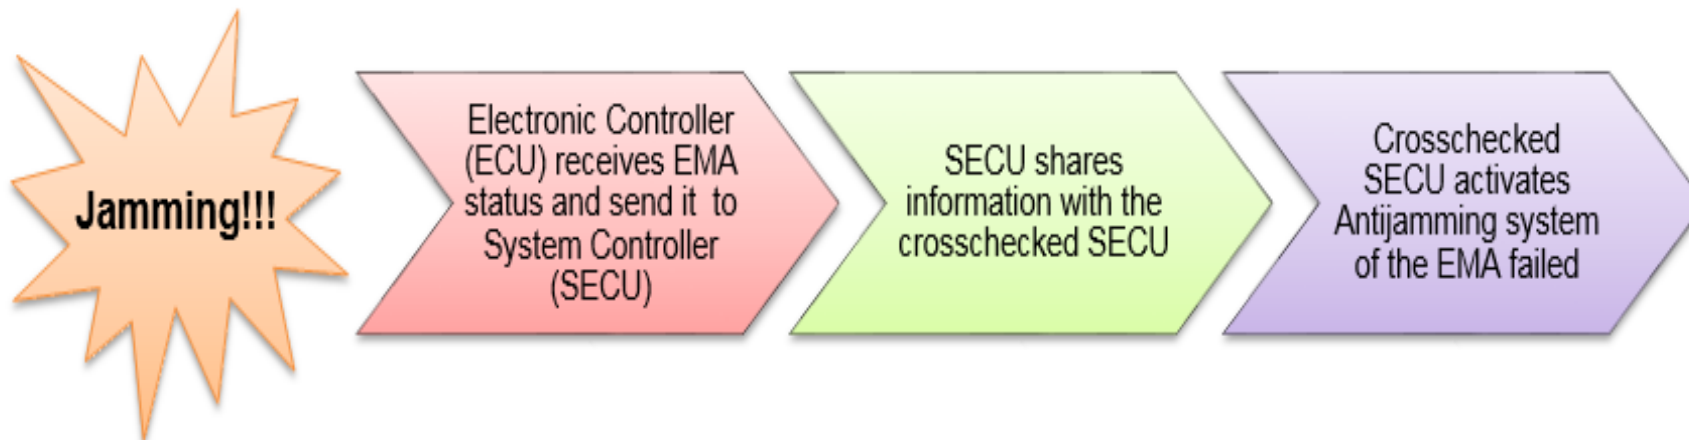 Jamming!!!
Electronic Controller
(ECU) receives EMA
status and send it to
System Controller
(SECU)
SECU shares
information with the
crosschecked SECU
Crosschecked
SECU activates
Antijamming system
of the EMA failed